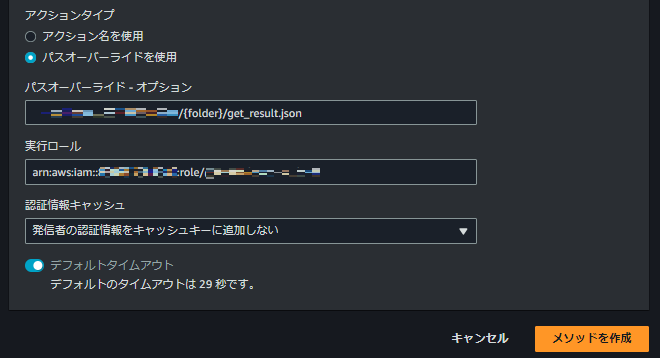 アクションタイプ
アクション名を使用
パスオーバーライドを使用
パスオーバーライド - オプション
/{folder}/get_result.json
実行ロール
arn:aws:iam:: :role/
認証情報キャッシュ
発信者の認証情報をキャッシュキーに追加しない
デフォルトタイムアウト
デフォルトのタイムアウトは 29 秒です。
キャンセル
メソッドを作成